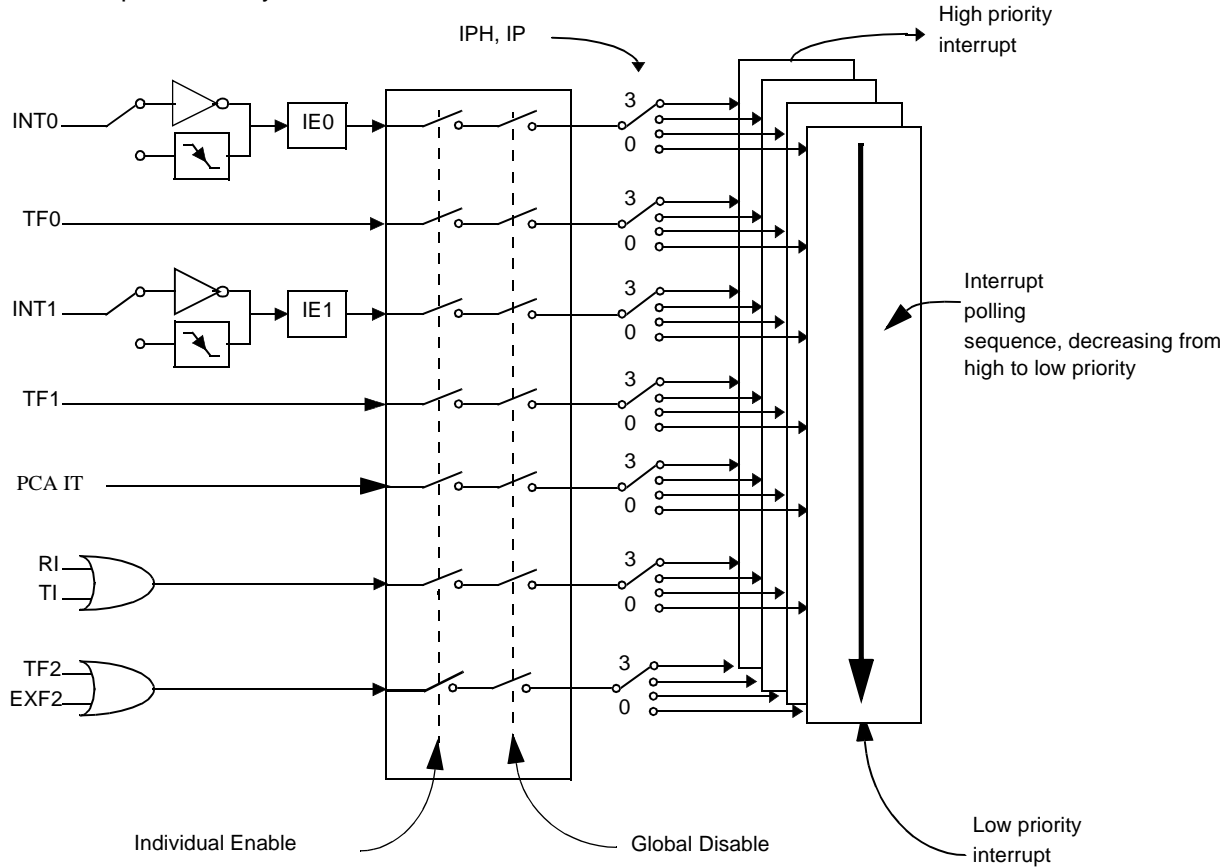 High priority
interrupt
IPH, IP
INT0
IE0
3
0
TF0
3
0
INT1
IE1
3
0
Interrupt
polling
sequence, decreasing from
high to low priority
TF1
3
0
PCA IT
3
0
RI
TI
3
0
TF2
EXF2
3
0
Individual Enable
Global Disable
Low priority
interrupt